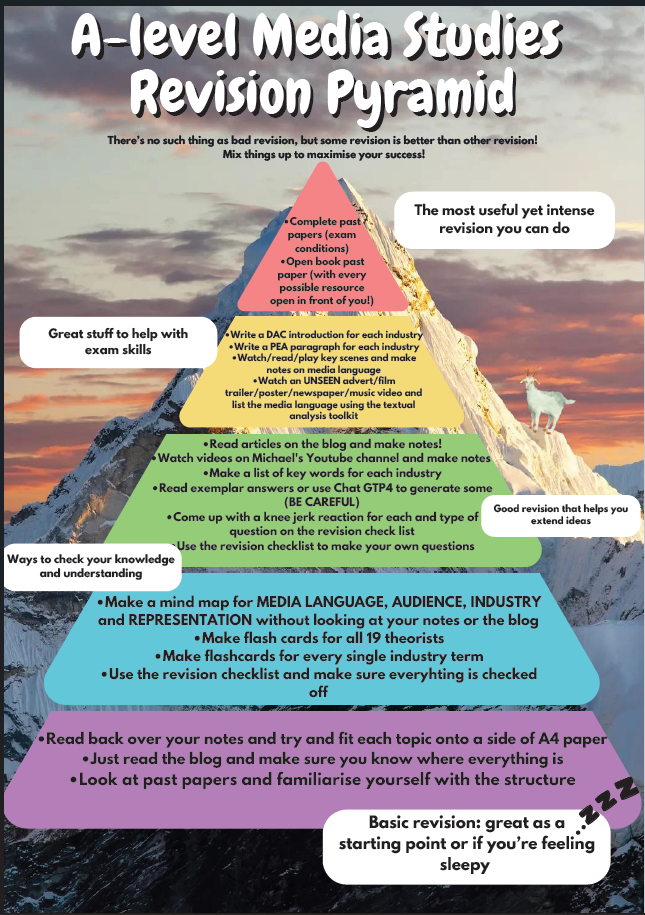 A-level Media Studies
Revision Pyramid
There's no such thing as bad revision, but some revision is better than other revision!
Mix things up to maximise your success!
The most useful yet intense
revision you can do
•Complete past
papers (exam
conditions)
•Open book past
paper (with every
possible resource
open in front of you!)
Great stuff to help with
exam skills
•Write a DAC introduction for each industry
•Write a PEA paragraph for each industry
•Watch/read/play key scenes and make
notes on media language
•Watch an UNSEEN advert/film
trailer/poster/newspaper/music video and
list the media language using the textual
analysis toolkit
•Read articles on the blog and make notes!
•Watch videos on Michael's Youtube channel and make notes
•Make a list of key words for each industry
•Read exemplar answers or use Chat GTP4 to generate some
(BE CAREFUL)
•Come up with a knee jerk reaction for each and type of
question on the revision check list
Use the revision checklist to make your own questions
Good revision that helps you
extend ideas
Ways to check your knowledge
and understanding
•Make a mind map for MEDIA LANGUAGE, AUDIENCE, INDUSTRY
and REPRESENTATION without looking at your notes or the blog
•Make flash cards for all 19 theorists
•Make flashcards for every single industry term
•Use the revision checklist and make sure everyhting is checked
off
•Read back over your notes and try and fit each topic onto a side of A4 paper
•Just read the blog and make sure you know where everything is
•Look at past papers and familiarise yourself with the structure
..zzz
Basic revision: great as a
starting point or if you're feeling
sleepy